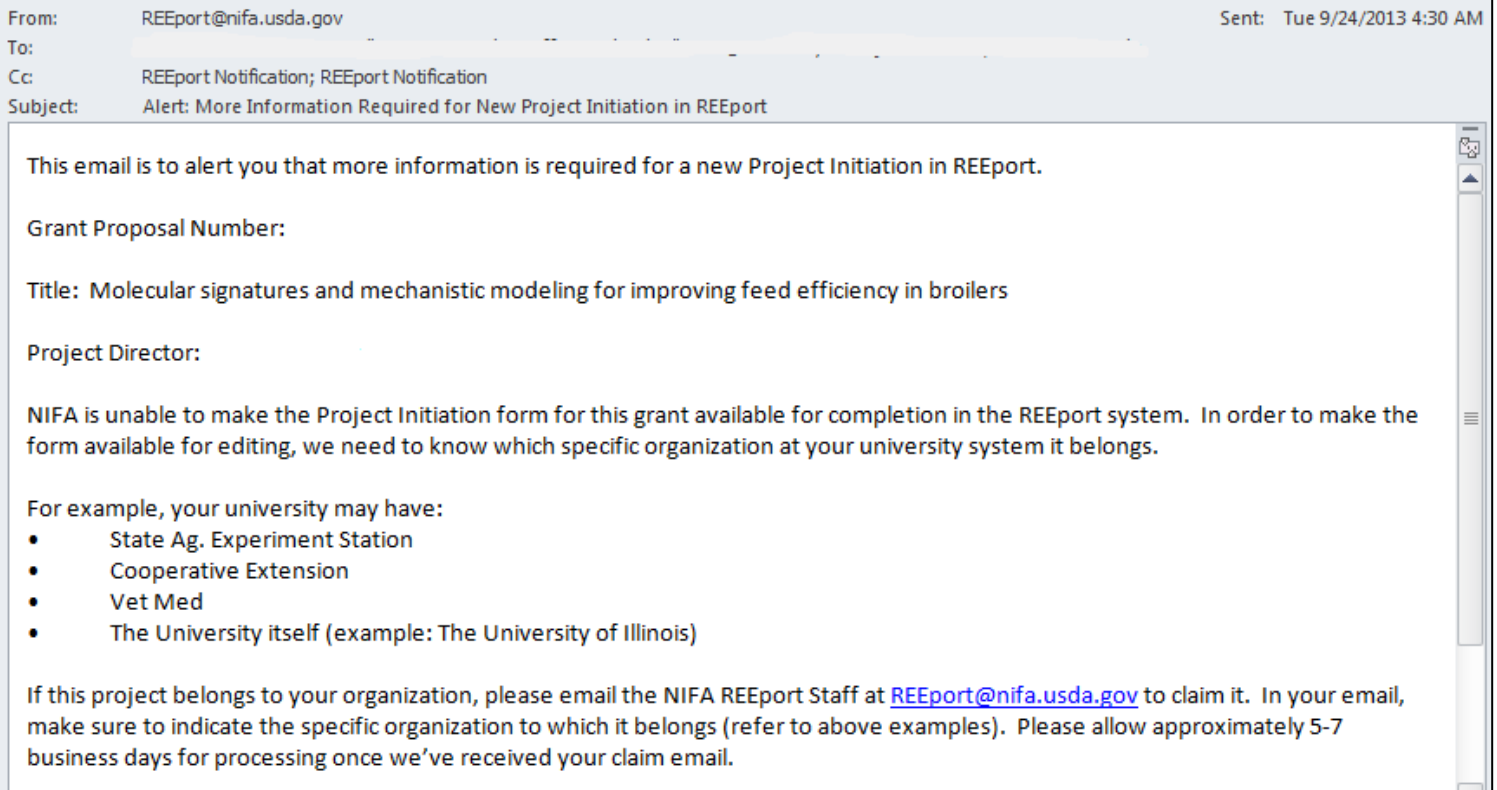 From: REEport@nifa.usda.gov Sent: Tue 9/24/2013 4:30 AM
To:
Cc: REEport Notification; REEport Notification
Subject: Alert: More Information Required for New Project Initiation in REEport
This email is to alert you that more information is required for a new Project Initiation in REEport.
Grant Proposal Number:
Title: Molecular signatures and mechanistic modeling for improving feed efficiency in broilers
Project Director:
NIFA is unable to make the Project Initiation form for this grant available for completion in the REEport system. In order to make the
form available for editing, we need to know which specific organization at your university system it belongs.
For example, your university may have:
• State Ag. Experiment Station
• Cooperative Extension
• Vet Med
• The University itself (example: The University of Illinois)
If this project belongs to your organization, please email the NIFA REEport Staff at REEport@nifa.usda.gov to claim it. In your email,
make sure to indicate the specific organization to which it belongs (refer to above examples). Please allow approximately 5-7
business days for processing once we've received your claim email.